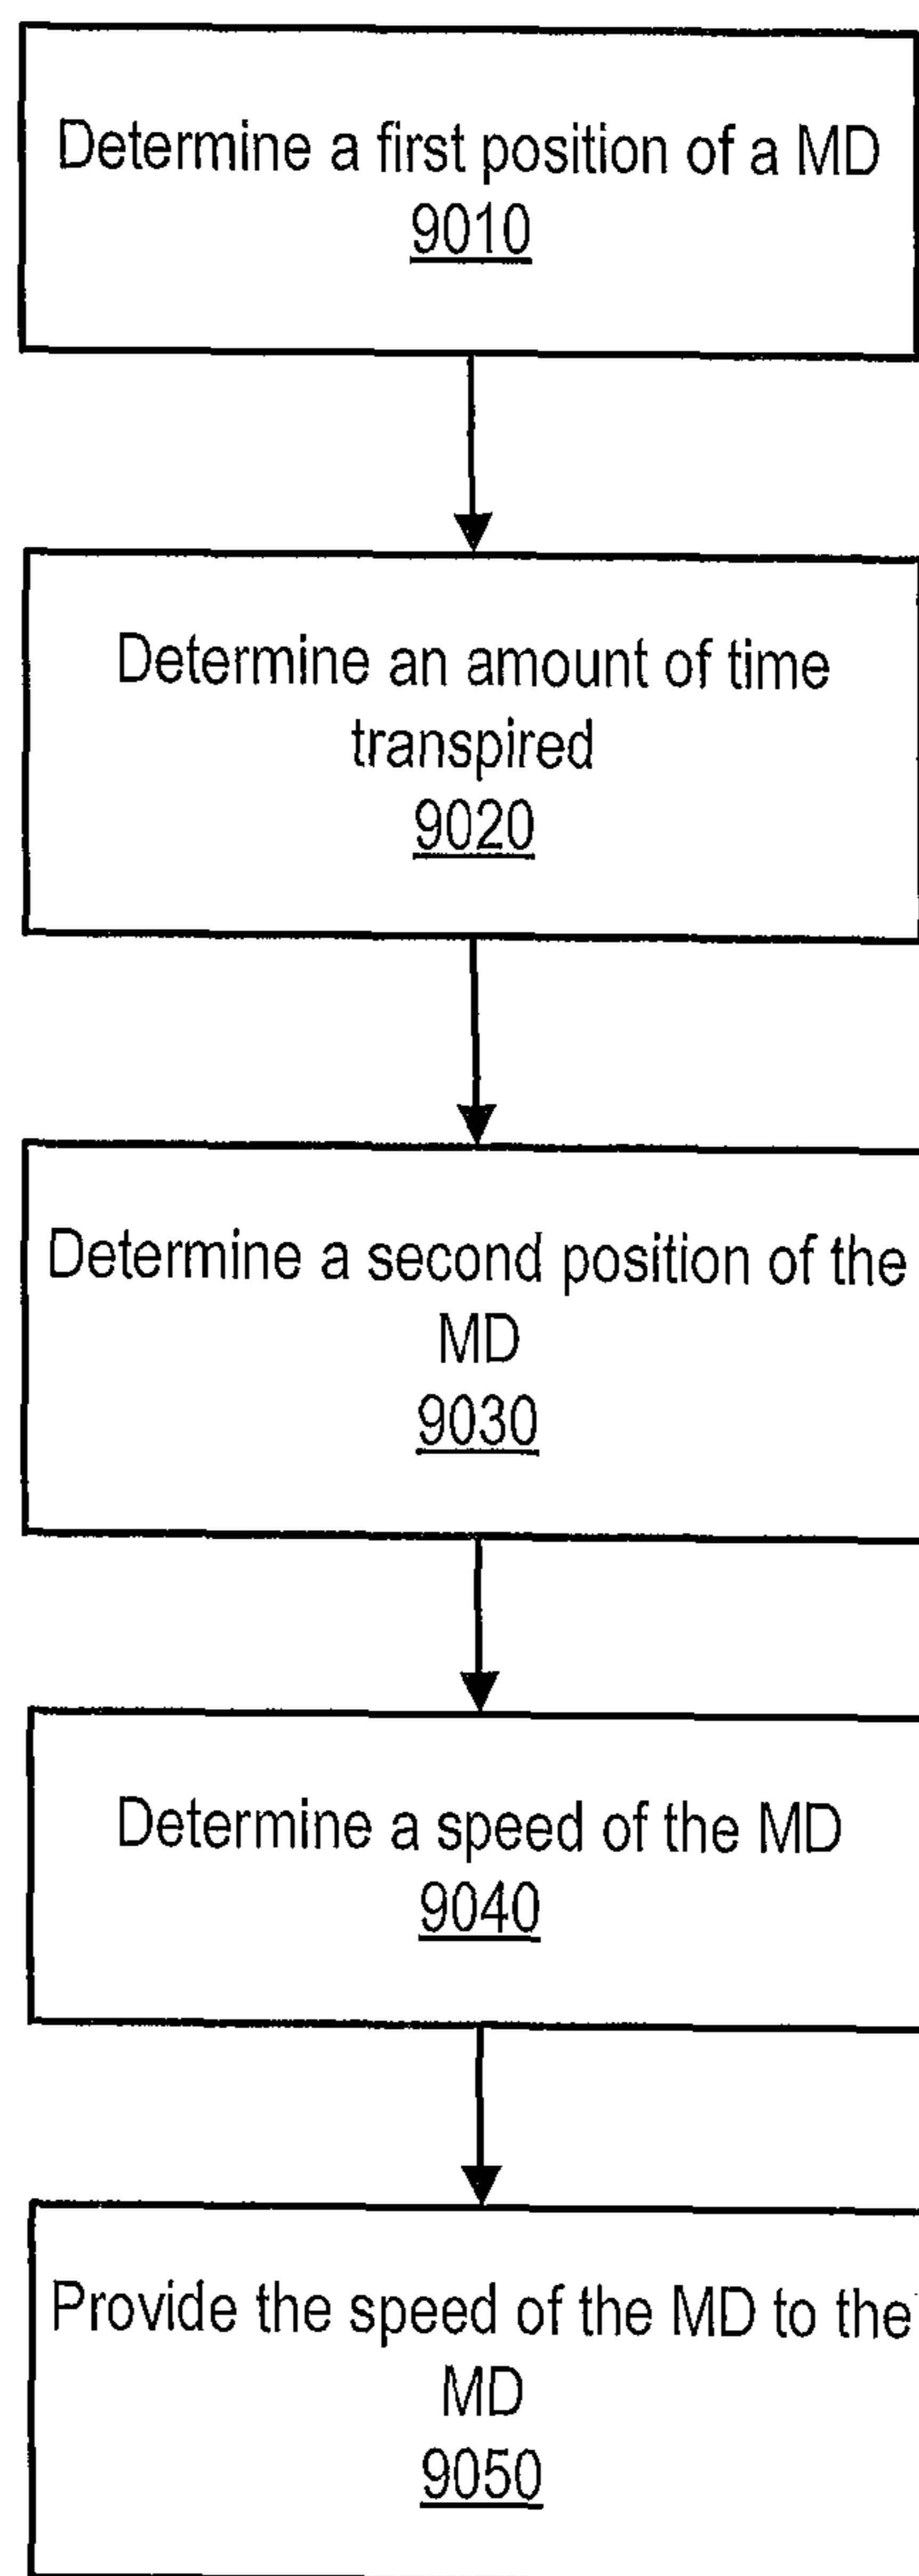 Determine a first position of a MD
9010
Determine an amount of time
transpired
9020
Determine a second position of the
MD
9030
Determine a speed of the MD
9040
Provide the speed of the MD to the
MD
9050